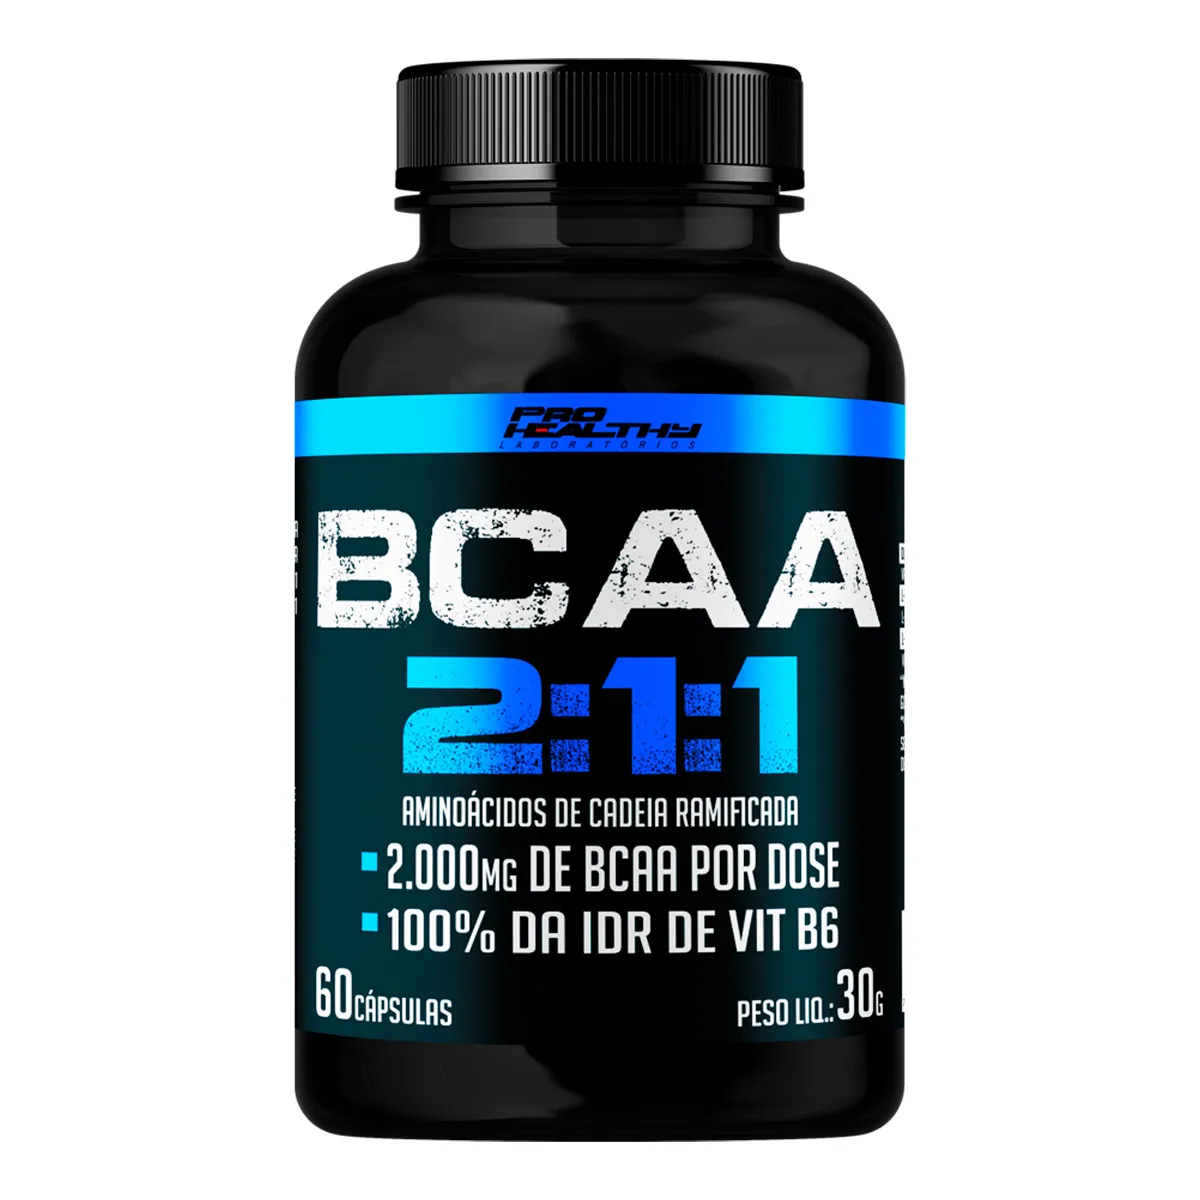 PRO
HEALTHY
LABORATÓRIOS
BCAA
2:1:1
AMINOÁCIDOS DE CADEIA RAMIFICADA
2.000MG DE BCAA POR DOSE
100% DA IDR DE VIT B6
60CÁPSULAS
PESO LIQ.: 30G